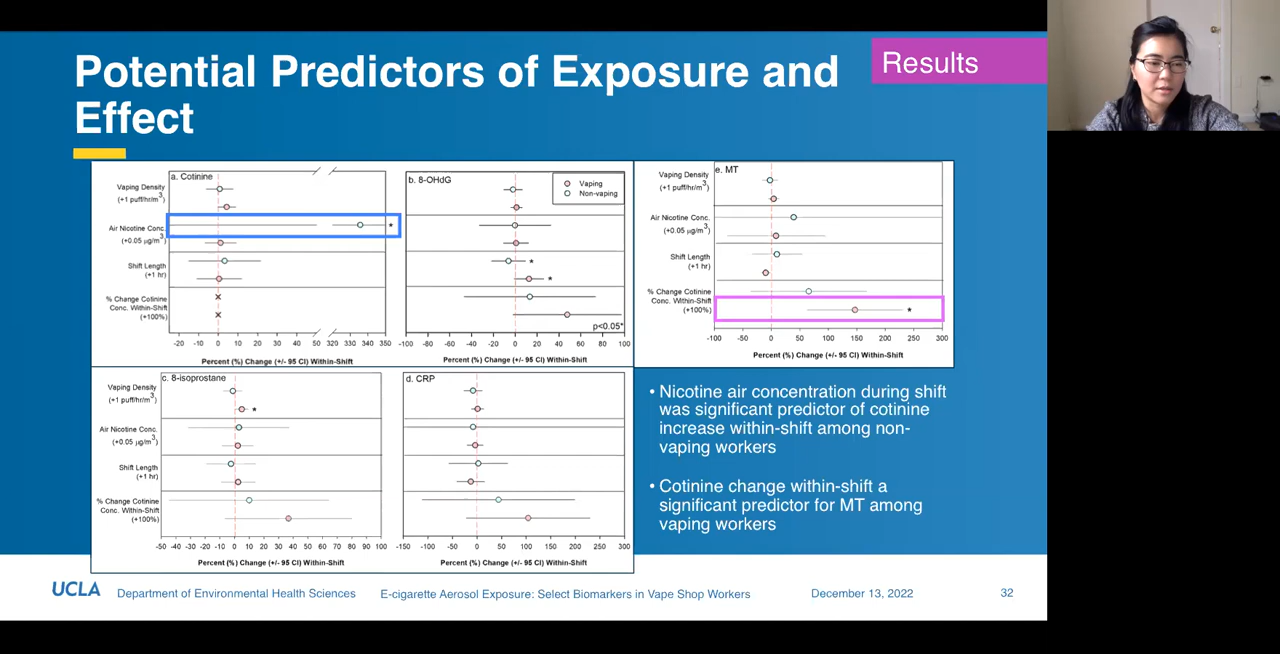 Potential Predictors of Exposure and
Effect
Results
a. Cotinine
Vaping Density
(+1 puff/hr/m3)
Air Nicotine Conc.
(+0.05 µg/m3)
*
Shift Length
(+1 hr)
% Change Cotinine
Conc. Within-Shift
(+100%)
-20 -10 0 10 20 30 40 50 320 330 340 350
Percent (%) Change (+/- 95 CI) Within-Shift
b. 8-OHdG
Vaping
Non-vaping
*
*
p<0.05*
-100 -80 -60 -40 -20 0 20 40 60 80 100
Percent (%) Change (+/- 95 CI) Within-Shift
e. MT
Vaping Density
(+1 puff/hr/m3)
Air Nicotine Conc.
(+0.05 µg/m3)
Shift Length
(+1 hr)
% Change Cotinine
Conc. Within-Shift
(+100%)
*
-100 -50 0 50 100 150 200 250 300
Percent (%) Change (+/- 95 CI) Within-Shift
c. 8-isoprostane
Vaping Density
(+1 puff/hr/m3)
*
Air Nicotine Conc.
(+0.05 µg/m3)
Shift Length
(+1 hr)
% Change Cotinine
Conc. Within-Shift
(+100%)
-50 -40 -30 -20 -10 0 10 20 30 40 50 60 70 80 90 100
Percent (%) Change (+/- 95 CI) Within-Shift
d. CRP
-150 -100 -50 0 50 100 150 200 250 300
Percent (%) Change (+/- 95 CI) Within-Shift
• Nicotine air concentration during shift
was significant predictor of cotinine
increase within-shift among non-
vaping workers
• Cotinine change within-shift a
significant predictor for MT among
vaping workers
UCLA Department of Environmental Health Sciences E-cigarette Aerosol Exposure: Select Biomarkers in Vape Shop Workers December 13, 2022 32